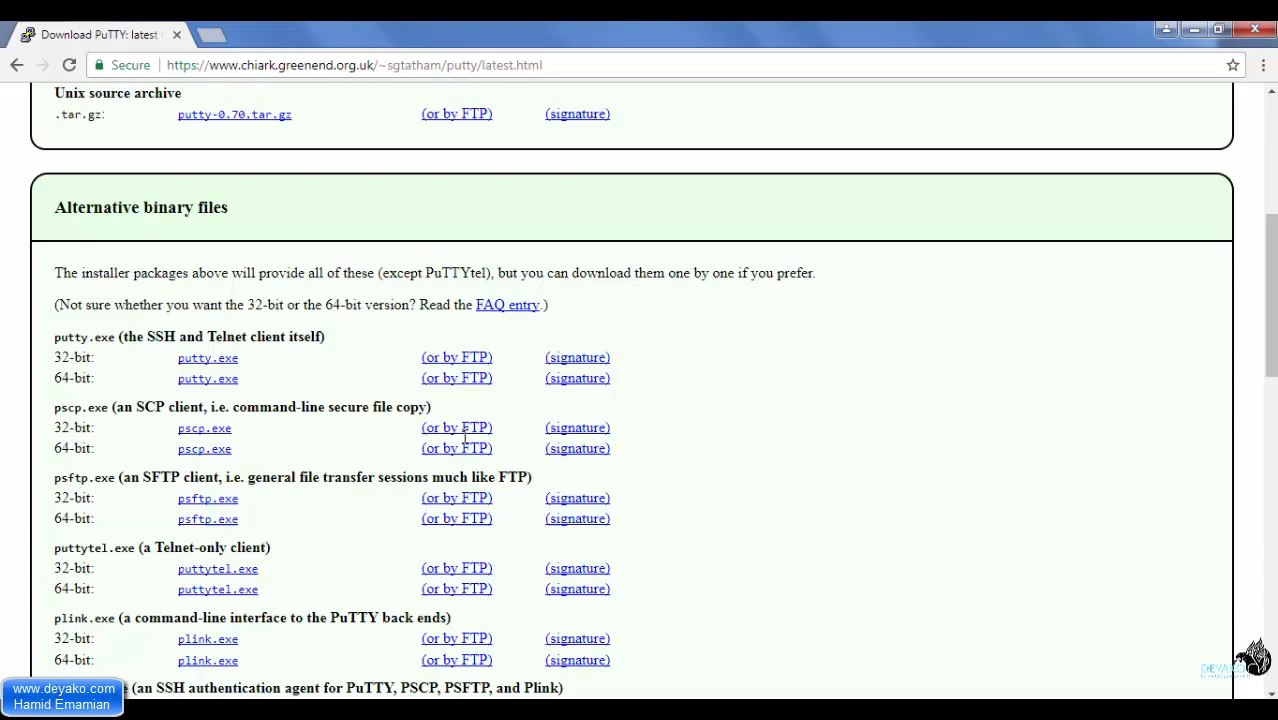 Download PuTTY: latest
Secure https://www.chiark.greenend.org.uk/~sgtatham/putty/latest.html
Unix source archive
.tar.gz: putty-0.70.tar.gz (or by FTP) (signature)
Alternative binary files
The installer packages above will provide all of these (except PuTTYtel), but you can download them one by one if you prefer.
(Not sure whether you want the 32-bit or the 64-bit version? Read the FAQ entry.)
putty.exe (the SSH and Telnet client itself)
32-bit: putty.exe (or by FTP) (signature)
64-bit: putty.exe (or by FTP) (signature)
pscp.exe (an SCP client, i.e. command-line secure file copy)
32-bit: pscp.exe (or by FTP) (signature)
64-bit: pscp.exe (or by FTP) (signature)
psftp.exe (an SFTP client, i.e. general file transfer sessions much like FTP)
32-bit: psftp.exe (or by FTP) (signature)
64-bit: psftp.exe (or by FTP) (signature)
puttytel.exe (a Telnet-only client)
32-bit: puttytel.exe (or by FTP) (signature)
64-bit: puttytel.exe (or by FTP) (signature)
plink.exe (a command-line interface to the PuTTY back ends)
32-bit: plink.exe (or by FTP) (signature)
64-bit: plink.exe (or by FTP) (signature)
(an SSH authentication agent for PuTTY, PSCP, PSFTP, and Plink)
www.deyako.com
Hamid Emamian
DEYAKO